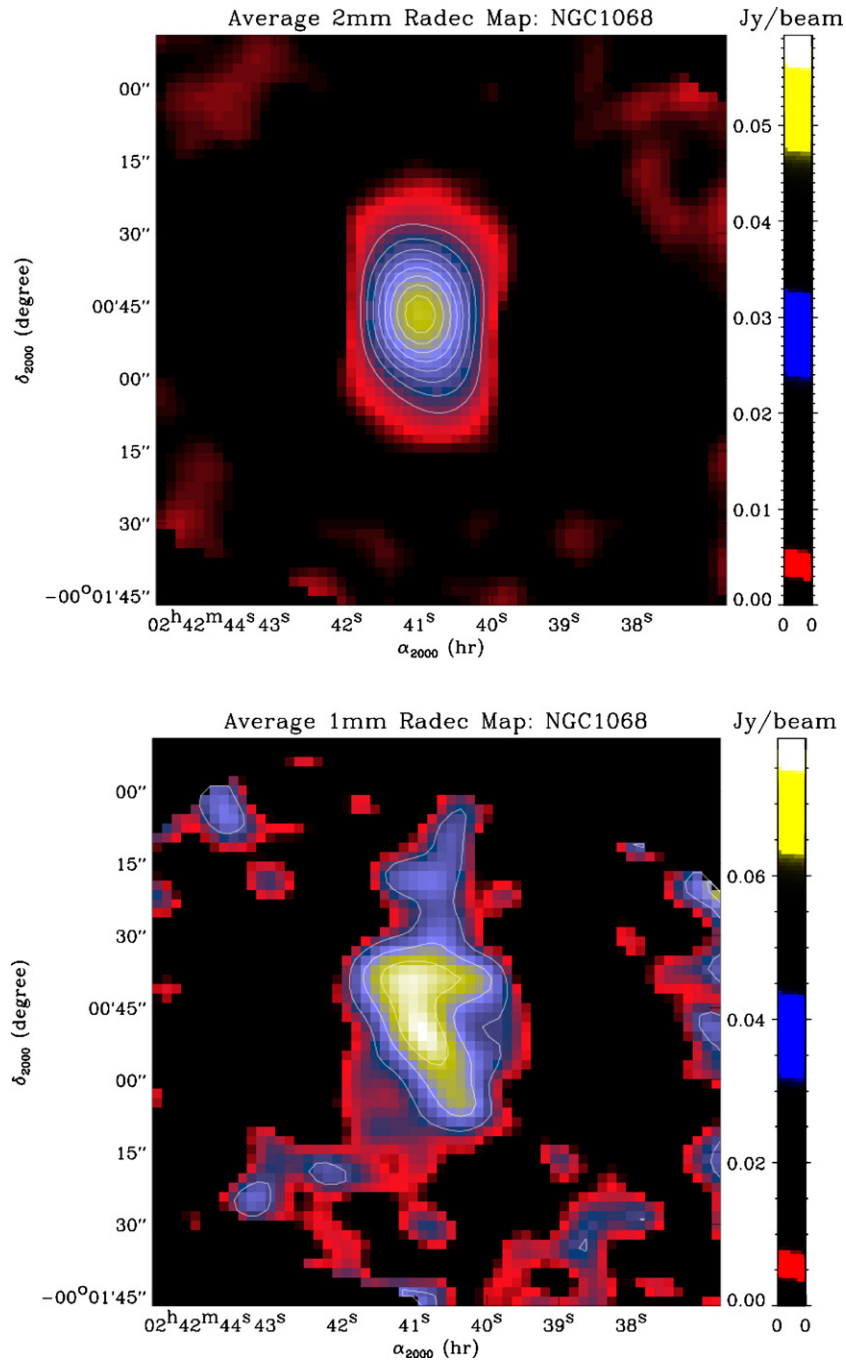 Average 2mm Radec Map: NGC1068
Jy/beam
00"
15"
30"
00'45"
00"
15"
30"
-00°01'45"
δ2000 (degree)
02h42m44s43s 42s 41s 40s 39s 38s
α2000 (hr)
0.05
0.04
0.03
0.02
0.01
0.00
0 0
Average 1mm Radec Map: NGC1068
Jy/beam
00"
15"
30"
00'45"
00"
15"
30"
-00°01'45"
δ2000 (degree)
02h42m44s43s 42s 41s 40s 39s 38s
α2000 (hr)
0.06
0.04
0.02
0.00
0 0